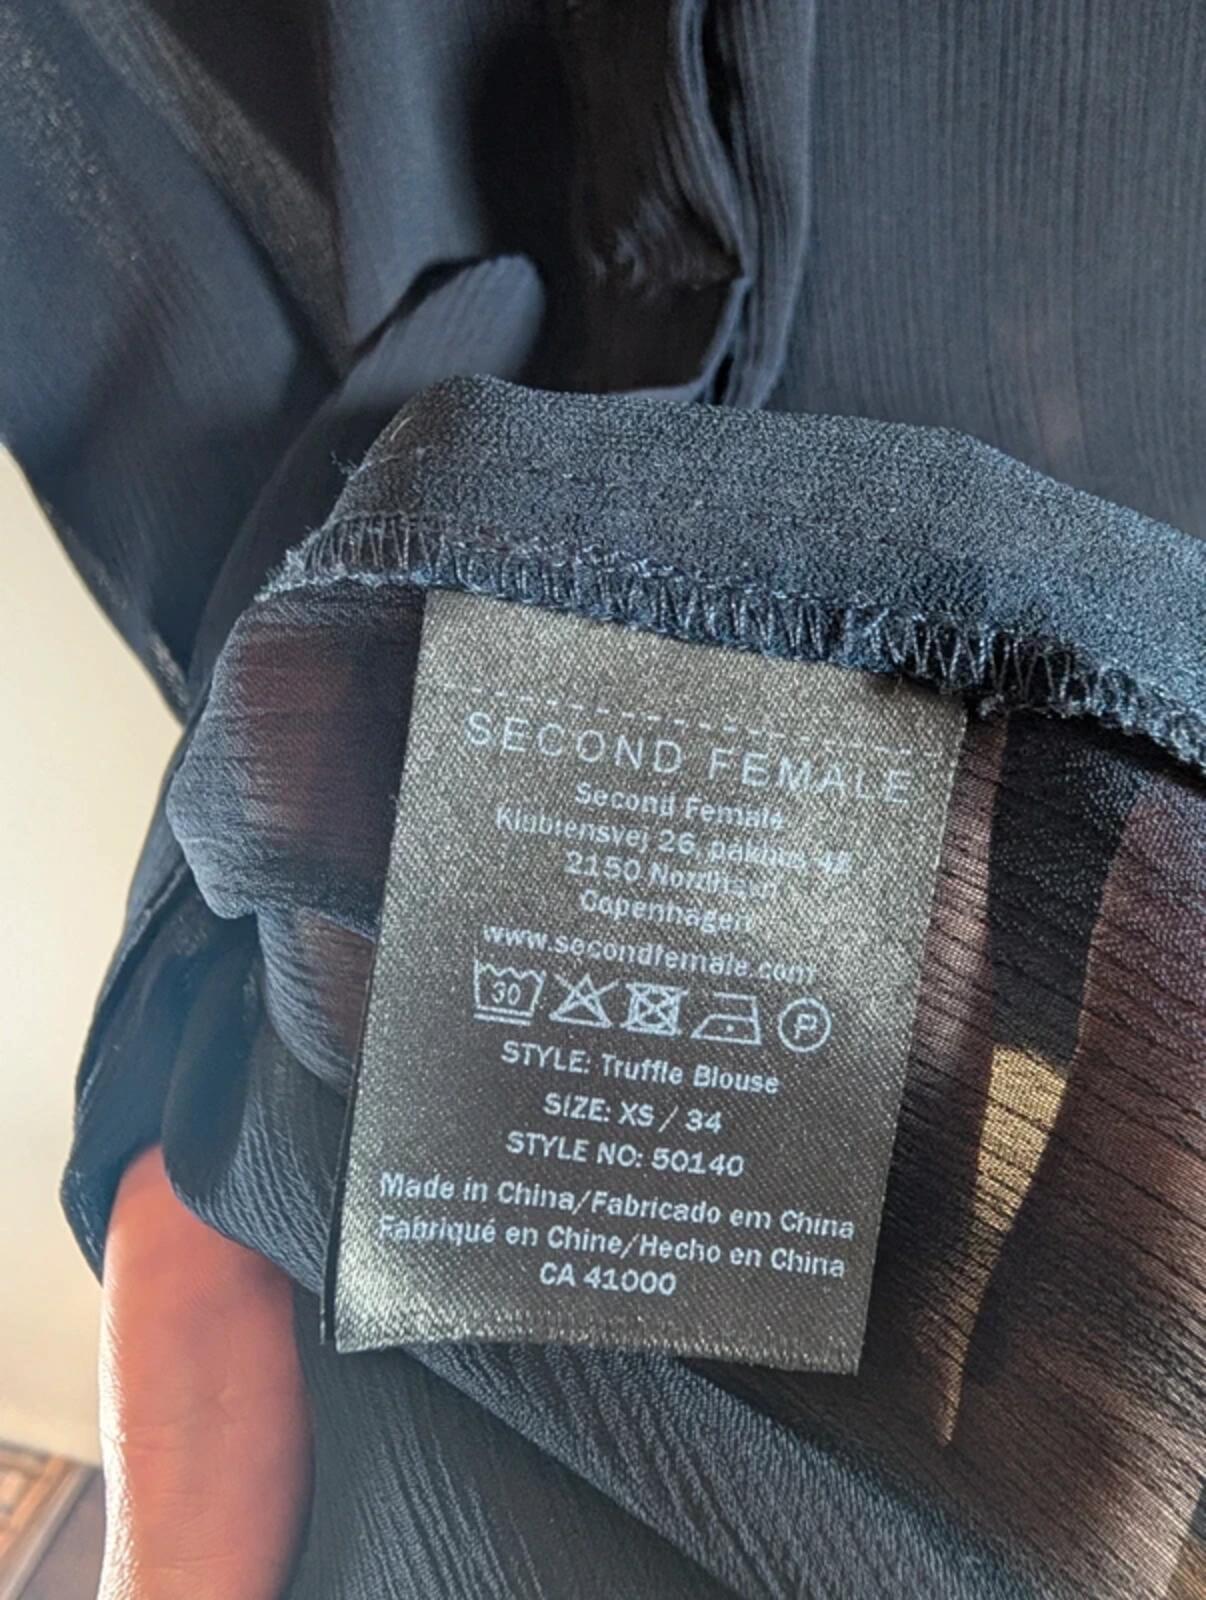 SECOND FEMALE
Second Female
26,
2150
Copenhagen
www.secondfemale.com
30
P
STYLE: Truffle Blouse
SIZE: XS / 34
STYLE NO: 50140
Made in China/Fabricado em China
Fabriqué en Chine/Hecho en China
CA 41000